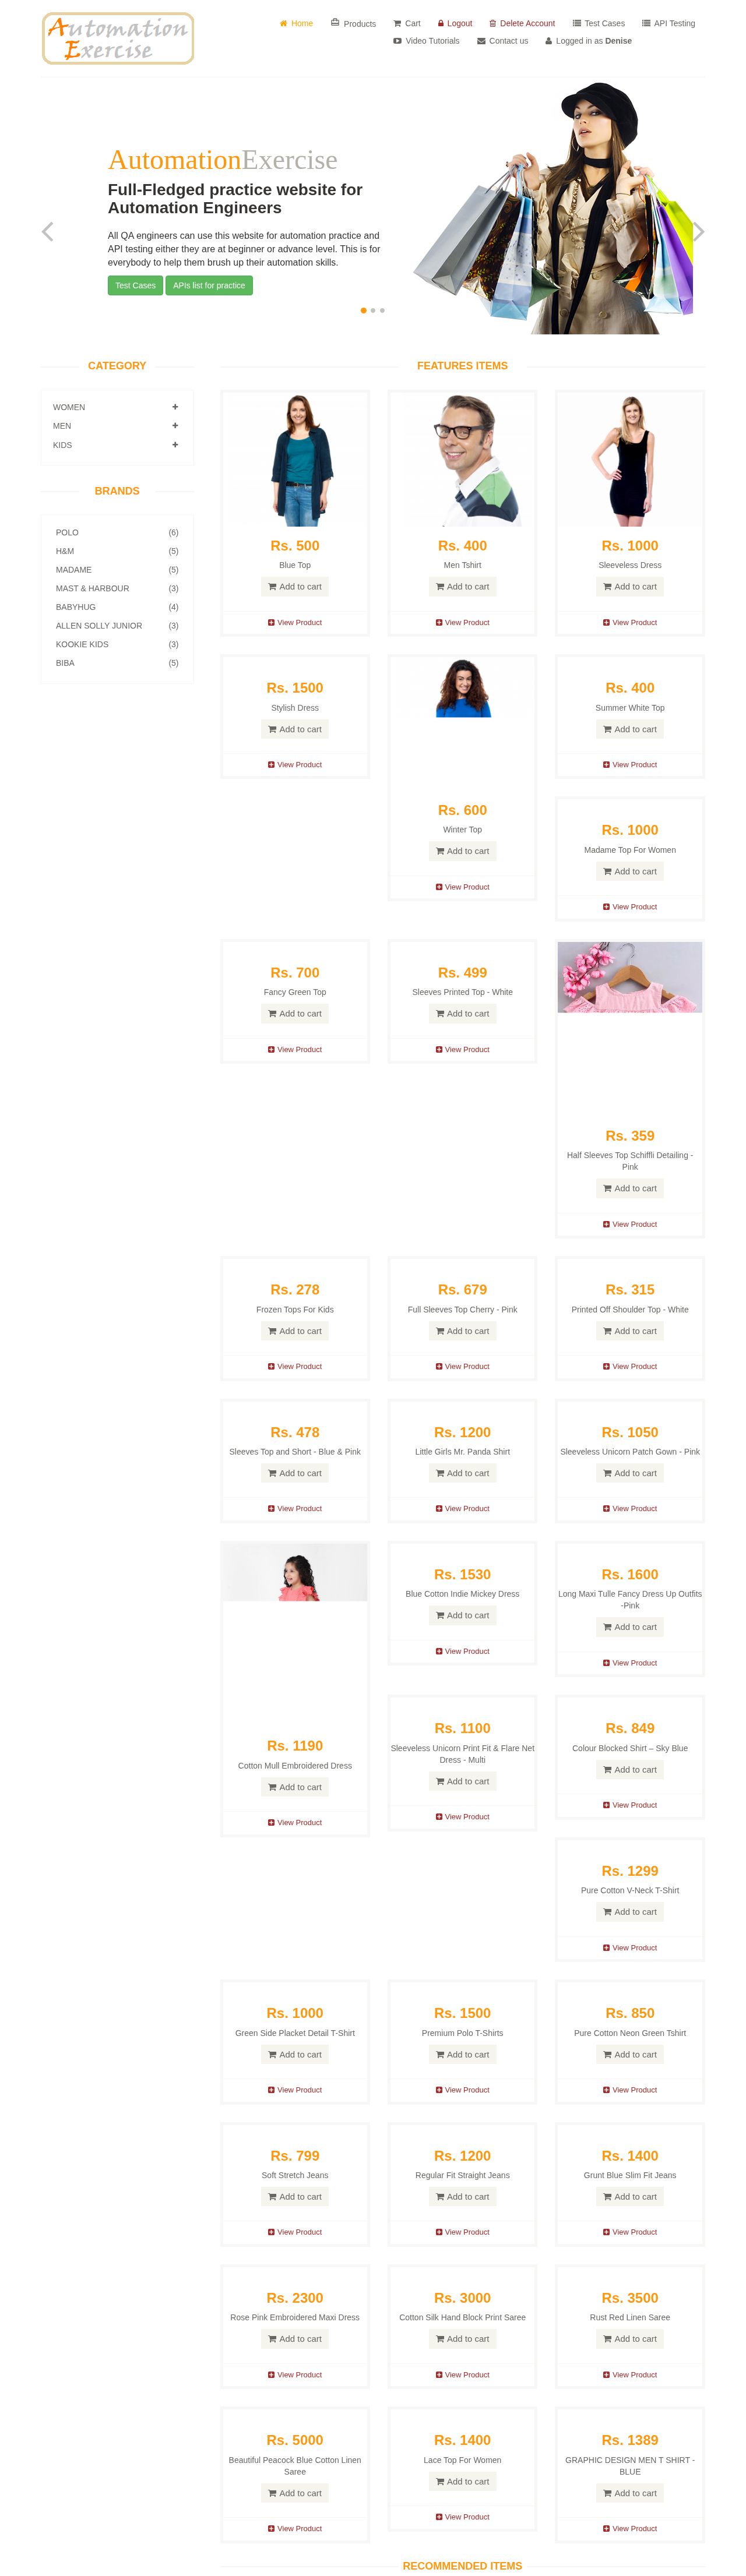 Automation
Exercise
Home
Products
Cart
Logout
Delete Account
Test Cases
API Testing
Video Tutorials
Contact us
Logged in as Denise
AutomationExercise
Full-Fledged practice website for
Automation Engineers
All QA engineers can use this website for automation practice and
API testing either they are at beginner or advance level. This is for
everybody to help them brush up their automation skills.
Test Cases
APIs list for practice
CATEGORY
WOMEN
MEN
KIDS
BRANDS
POLO (6)
H&M (5)
MADAME (5)
MAST & HARBOUR (3)
BABYHUG (4)
ALLEN SOLLY JUNIOR (3)
KOOKIE KIDS (3)
BIBA (5)
FEATURES ITEMS
Rs. 500
Blue Top
Add to cart
View Product
Rs. 400
Men Tshirt
Add to cart
View Product
Rs. 1000
Sleeveless Dress
Add to cart
View Product
Rs. 1500
Stylish Dress
Add to cart
View Product
Rs. 600
Winter Top
Add to cart
View Product
Rs. 400
Summer White Top
Add to cart
View Product
Rs. 1000
Madame Top For Women
Add to cart
View Product
Rs. 700
Fancy Green Top
Add to cart
View Product
Rs. 499
Sleeves Printed Top - White
Add to cart
View Product
Rs. 359
Half Sleeves Top Schiffli Detailing -
Pink
Add to cart
View Product
Rs. 278
Frozen Tops For Kids
Add to cart
View Product
Rs. 679
Full Sleeves Top Cherry - Pink
Add to cart
View Product
Rs. 315
Printed Off Shoulder Top - White
Add to cart
View Product
Rs. 478
Sleeves Top and Short - Blue & Pink
Add to cart
View Product
Rs. 1200
Little Girls Mr. Panda Shirt
Add to cart
View Product
Rs. 1050
Sleeveless Unicorn Patch Gown - Pink
Add to cart
View Product
Rs. 1190
Cotton Mull Embroidered Dress
Add to cart
View Product
Rs. 1530
Blue Cotton Indie Mickey Dress
Add to cart
View Product
Rs. 1600
Long Maxi Tulle Fancy Dress Up Outfits
-Pink
Add to cart
View Product
Rs. 1100
Sleeveless Unicorn Print Fit & Flare Net
Dress - Multi
Add to cart
View Product
Rs. 849
Colour Blocked Shirt – Sky Blue
Add to cart
View Product
Rs. 1299
Pure Cotton V-Neck T-Shirt
Add to cart
View Product
Rs. 1000
Green Side Placket Detail T-Shirt
Add to cart
View Product
Rs. 1500
Premium Polo T-Shirts
Add to cart
View Product
Rs. 850
Pure Cotton Neon Green Tshirt
Add to cart
View Product
Rs. 799
Soft Stretch Jeans
Add to cart
View Product
Rs. 1200
Regular Fit Straight Jeans
Add to cart
View Product
Rs. 1400
Grunt Blue Slim Fit Jeans
Add to cart
View Product
Rs. 2300
Rose Pink Embroidered Maxi Dress
Add to cart
View Product
Rs. 3000
Cotton Silk Hand Block Print Saree
Add to cart
View Product
Rs. 3500
Rust Red Linen Saree
Add to cart
View Product
Rs. 5000
Beautiful Peacock Blue Cotton Linen
Saree
Add to cart
View Product
Rs. 1400
Lace Top For Women
Add to cart
View Product
Rs. 1389
GRAPHIC DESIGN MEN T SHIRT -
BLUE
Add to cart
View Product
RECOMMENDED ITEMS